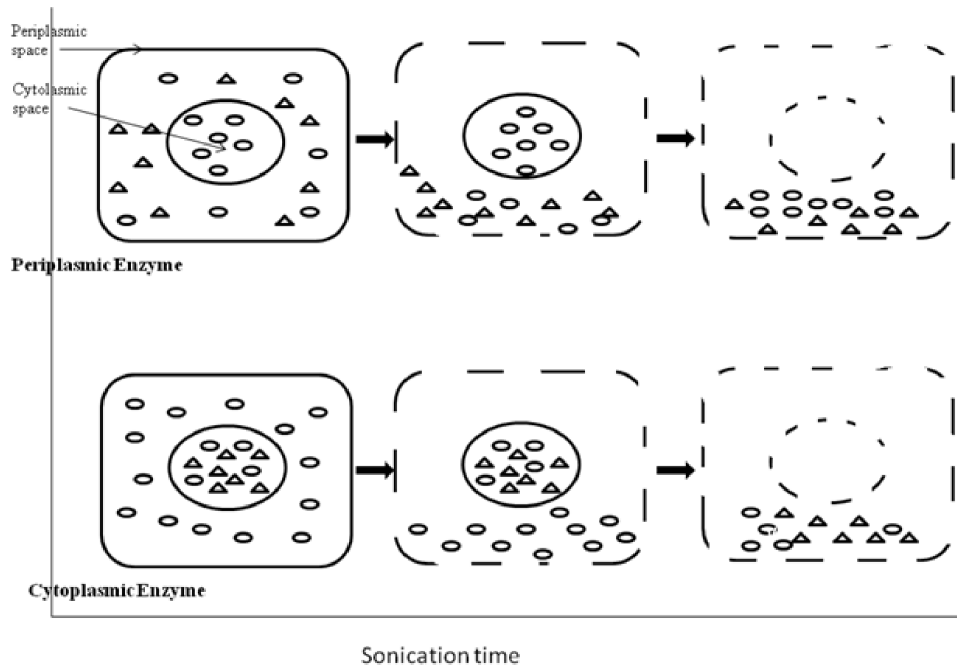 Periplasmic
space
Cytolasmic
space
Periplasmic Enzyme
Cytoplasmic Enzyme
Sonication time